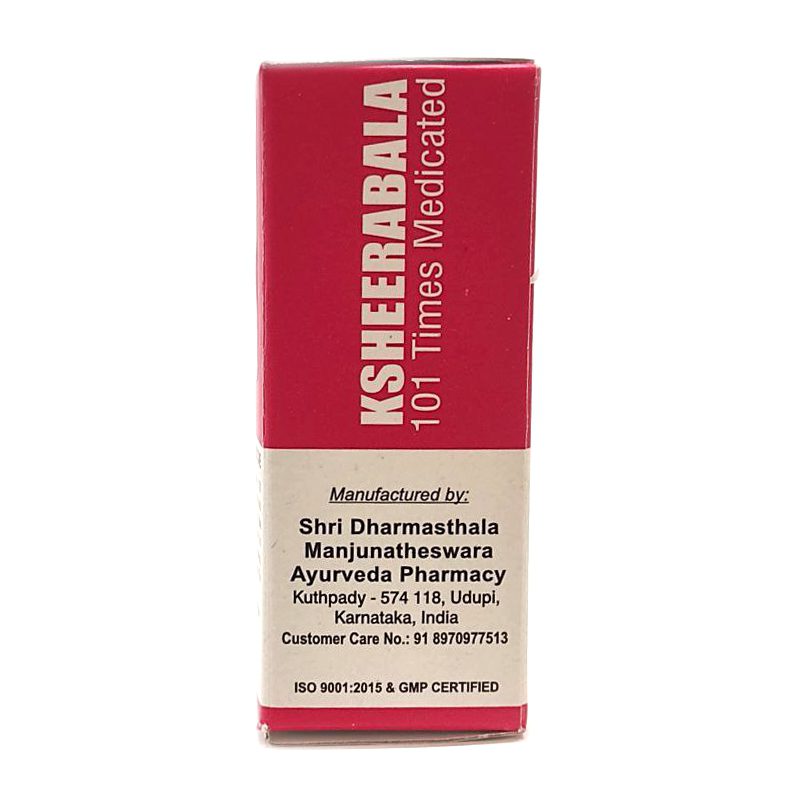 KSHEERABALA
101 Times Medicated
Manufactured by:
Shri Dharmasthala
Manjunatheswara
Ayurveda Pharmacy
Kuthpady - 574 118, Udupi,
Karnataka, India
Customer Care No.: 91 8970977513
ISO 9001:2015 & GMP CERTIFIED